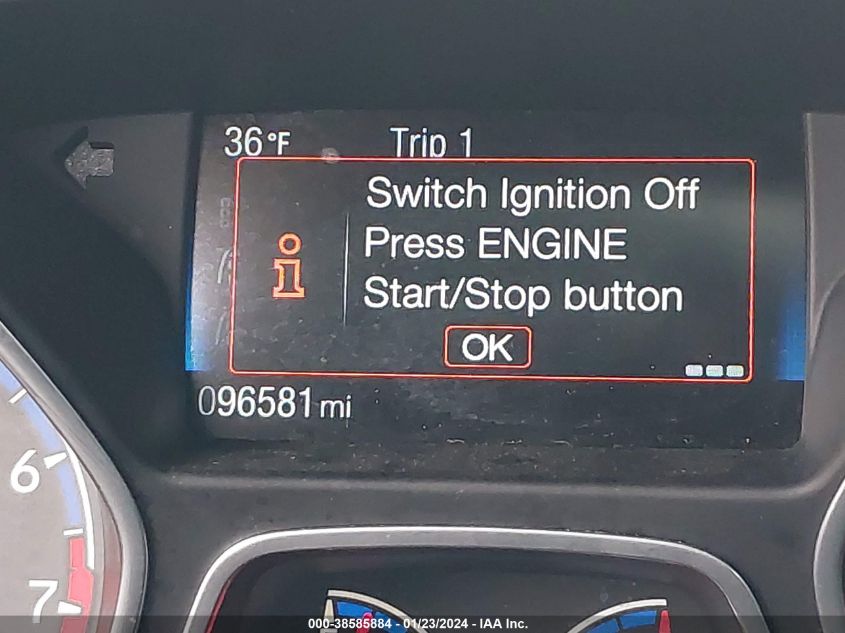 36°F Trip 1
Switch Ignition Off
Press ENGINE
Start/Stop button
OK
096581 mi
6
7
000-38585884 - 01/23/2024 - IAA Inc.